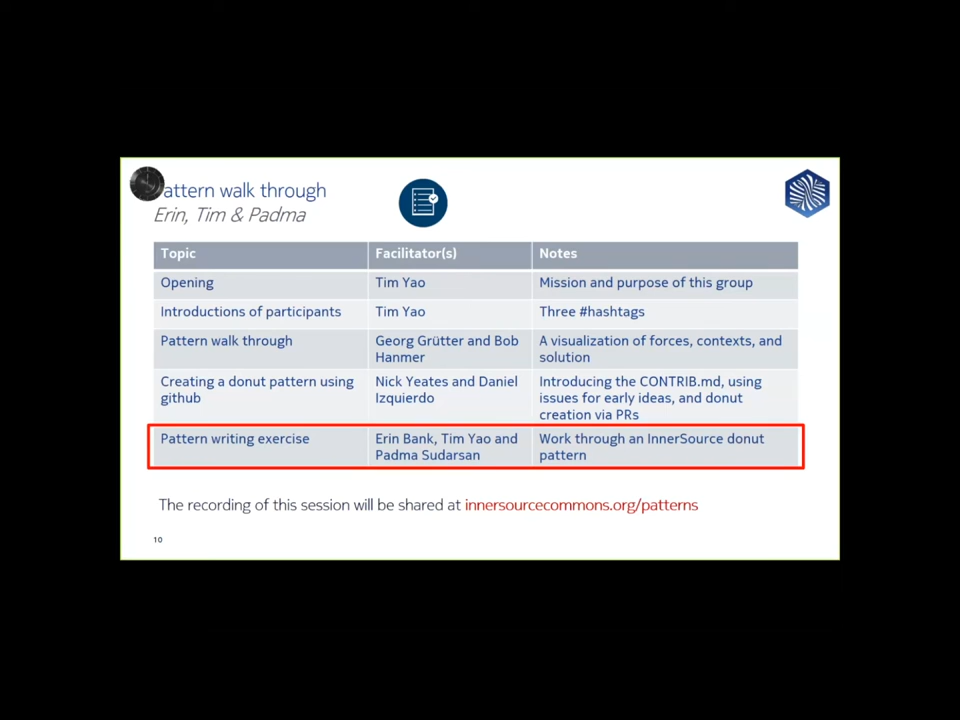 attern walk through
Erin, Tim & Padma
Topic Facilitator(s) Notes
Opening Tim Yao Mission and purpose of this group
Introductions of participants Tim Yao Three #hashtags
Pattern walk through Georg Grütter and Bob A visualization of forces, contexts, and
Hanmer solution
Creating a donut pattern using Nick Yeates and Daniel Introducing the CONTRIB.md, using
github Izquierdo issues for early ideas, and donut
creation via PRs
Pattern writing exercise Erin Bank, Tim Yao and Work through an InnerSource donut
Padma Sudarsan pattern
The recording of this session will be shared at innersourcecommons.org/patterns
10